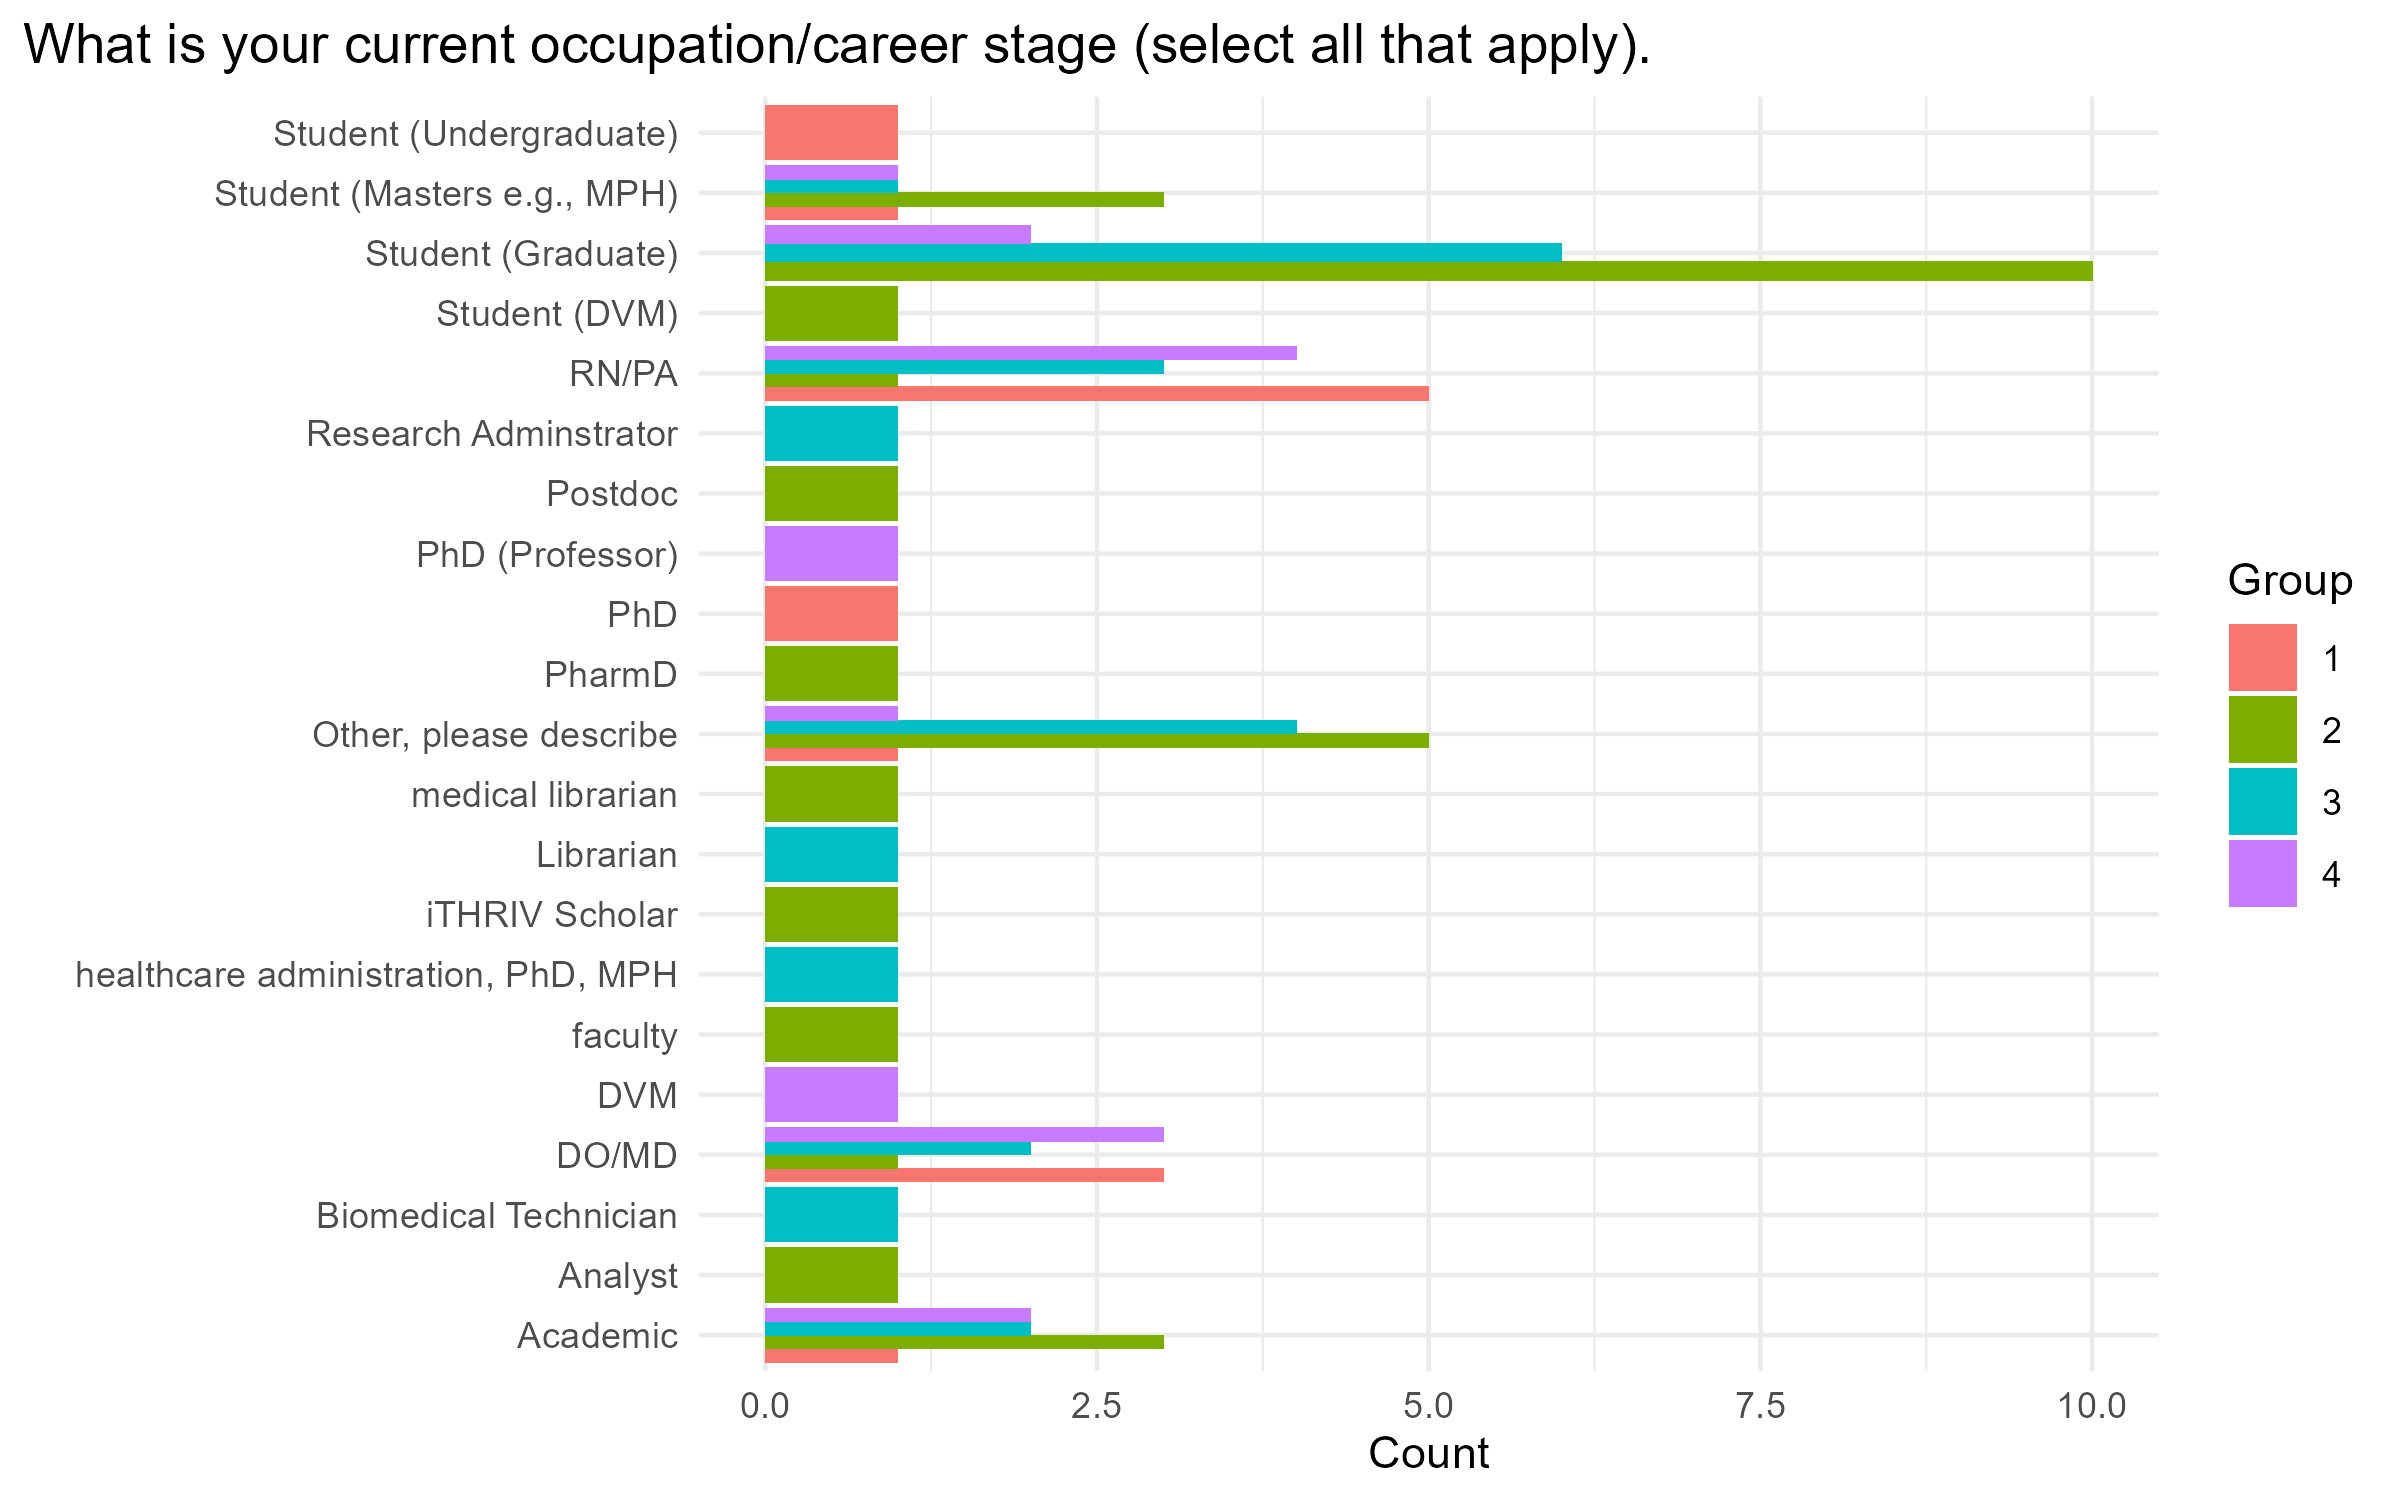 What is your current occupation/career stage (select all that apply).
Student (Undergraduate)
Student (Masters e.g., MPH)
Student (Graduate)
Student (DVM)
RN/PA
Research Adminstrator
Postdoc
PhD (Professor)
PhD
PharmD
Other, please describe
medical librarian
Librarian
iTHRIV Scholar
healthcare administration, PhD, MPH
faculty
DVM
DO/MD
Biomedical Technician
Analyst
Academic
0.0 2.5 5.0 7.5 10.0
Count
Group
1
2
3
4